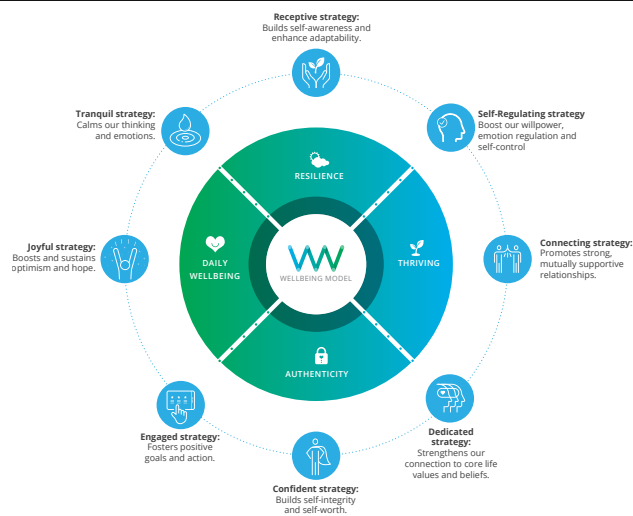 Receptive strategy:
Builds self-awareness and
enhance adaptability.
Tranquil strategy:
Calms our thinking
and emotions.
Self-Regulating strategy
Boost our willpower,
emotion regulation and
self-control
RESILIENCE
Joyful strategy:
Boosts and sustains
optimism and hope.
DAILY
WELLBEING
WELLBEING MODEL
THRIVING
Connecting strategy:
Promotes strong,
mutually supportive
relationships.
AUTHENTICITY
Engaged strategy:
Fosters positive
goals and action.
Confident strategy:
Builds self-integrity
and self-worth.
Dedicated
strategy:
Strengthens our
connection to core life
values and beliefs.